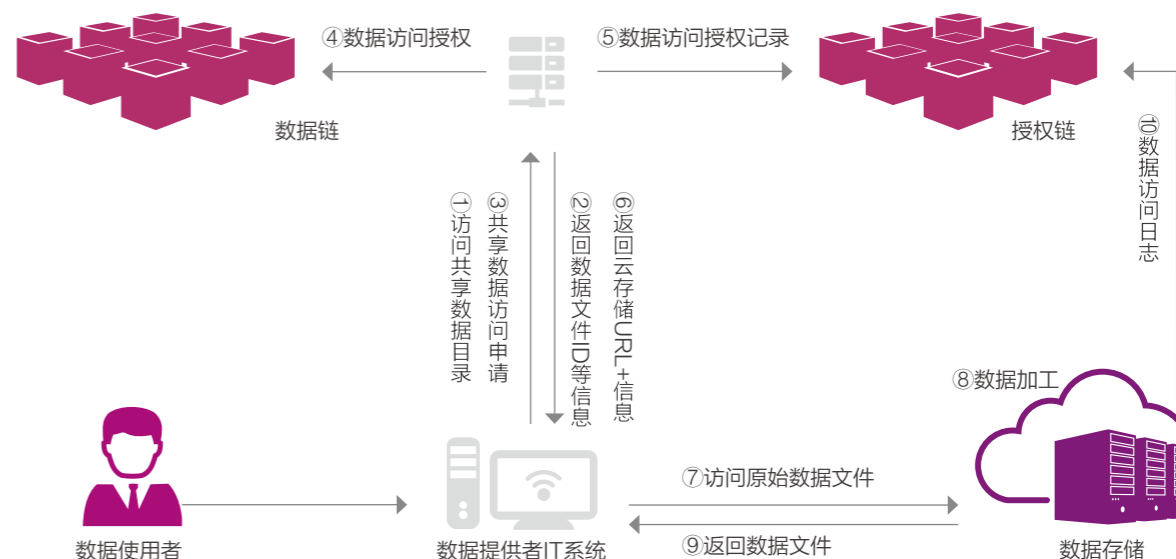 ④数据访问授权
⑤数据访问授权记录
数据链
授权链
①访问共享数据目录
③共享数据访问申请
②返回数据文件ID等信息
⑥返回云存储URL+信息
⑩数据访问日志
⑧数据加工
⑦访问原始数据文件
⑨返回数据文件
数据使用者
数据提供者IT系统
数据存储